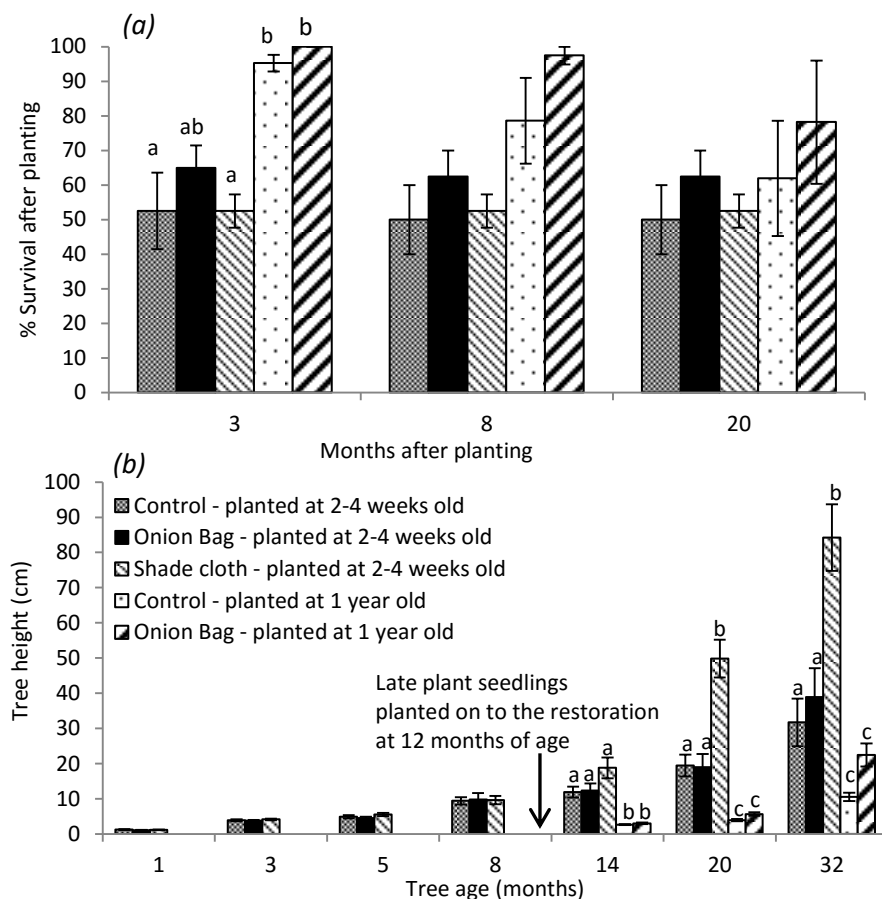 (a)
% Survival after planting
100
90
80
70
60
50
40
30
20
10
0
a
ab
a
b
b
3
8
20
Months after planting
(b)
Tree height (cm)
100
90
80
70
60
50
40
30
20
10
0
Control - planted at 2-4 weeks old
Onion Bag - planted at 2-4 weeks old
Shade cloth - planted at 2-4 weeks old
Control - planted at 1 year old
Onion Bag - planted at 1 year old
Late plant seedlings
planted on to the restoration
at 12 months of age
a a a b b
a a b c c
a a b c c
1
3
5
8
14
20
32
Tree age (months)